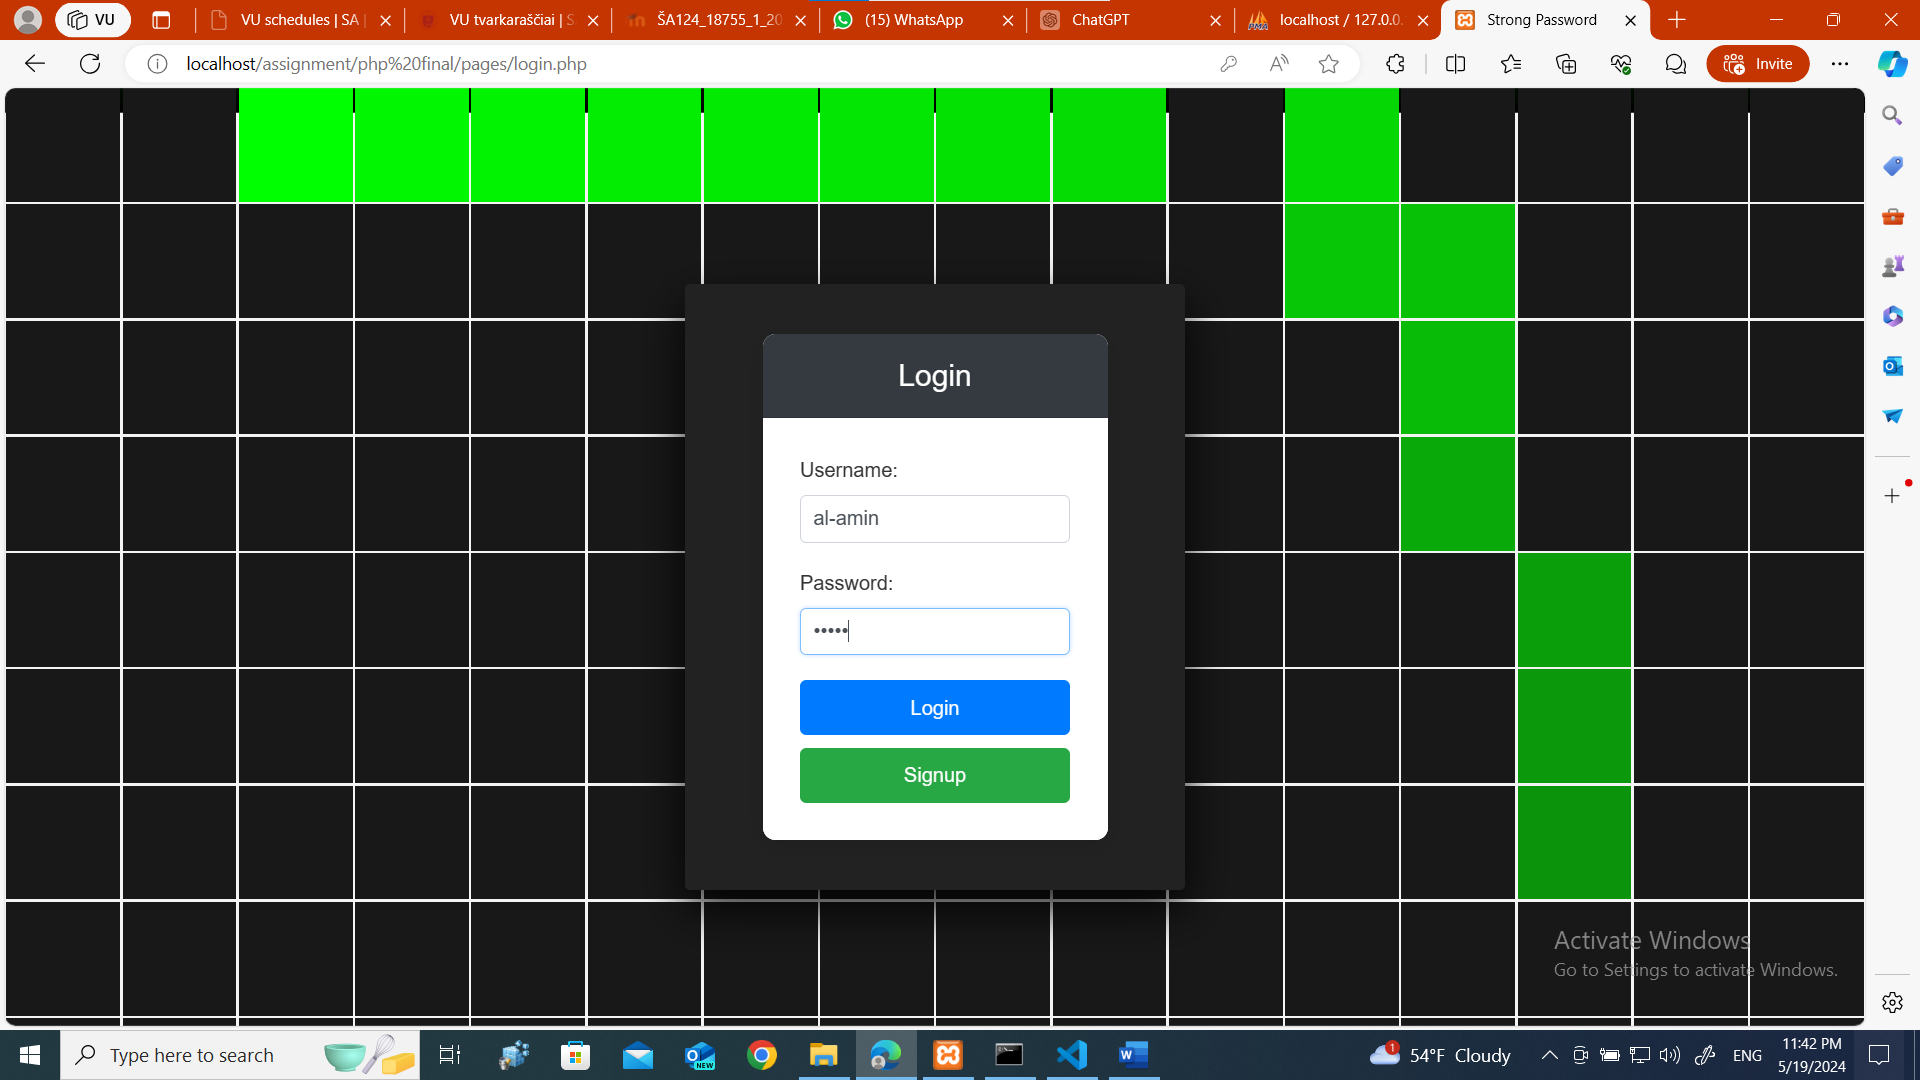 VU
VU schedules | SA |
VU tvarkaraščiai | S
ŠA124_18755_1_20
(15) WhatsApp
ChatGPT
localhost / 127.0.0.
Strong Password
localhost/assignment/php%20final/pages/login.php
Invite
Login
Username:
al-amin
Password:
•••••
Login
Signup
Activate Windows
Go to Settings to activate Windows.
Type here to search
NEW
1
54°F Cloudy
ENG
11:42 PM
5/19/2024